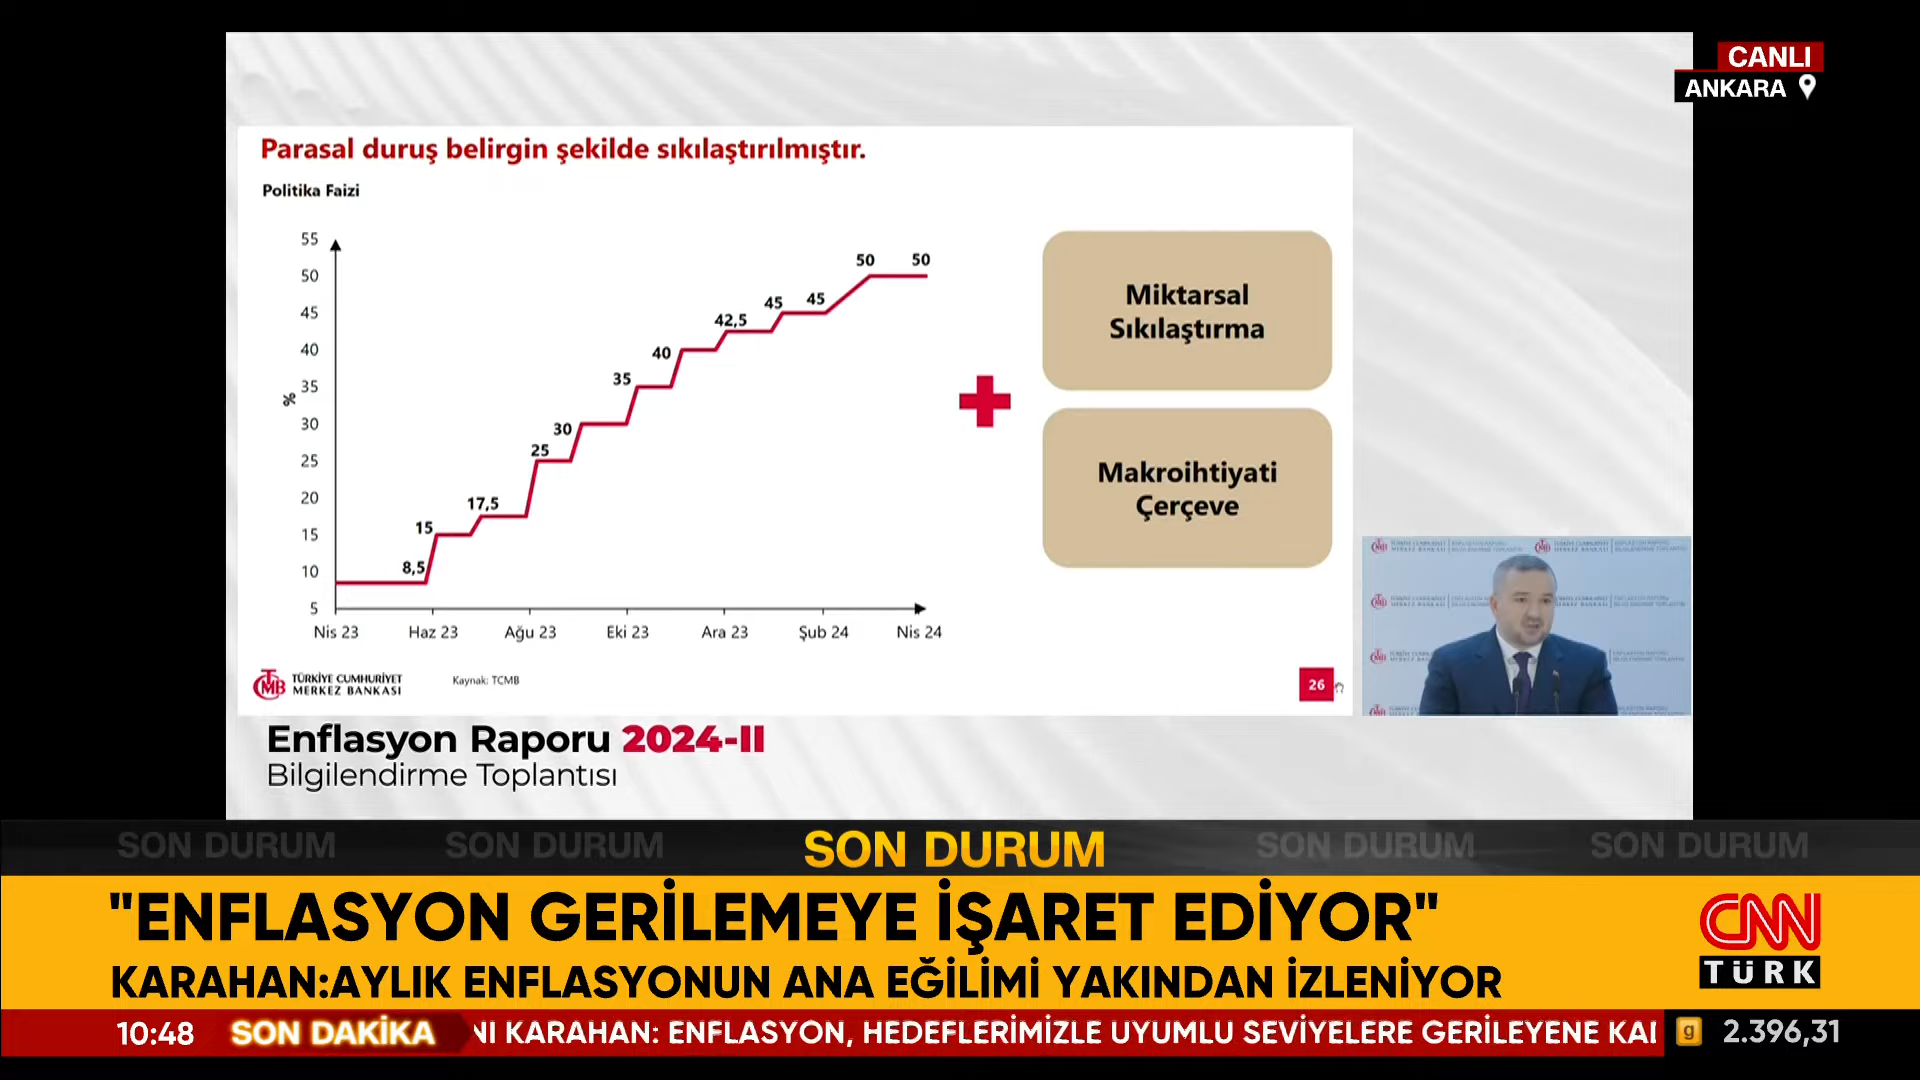 CANLI
ANKARA
Parasal duruş belirgin şekilde sıkılaştırılmıştır.
Politika Faizi
55
50
45
40
35
30
25
20
15
10
5
%
8,5
15
17,5
25
30
35
40
42,5
45
45
50
50
Nis 23
Haz 23
Ağu 23
Eki 23
Ara 23
Şub 24
Nis 24
Miktarsal
Sıkılaştırma
Makroihtiyati
Çerçeve
TCMB
TÜRKİYE CUMHURİYET
MERKEZ BANKASI
Kaynak: TCMB
26
Enflasyon Raporu 2024-II
Bilgilendirme Toplantısı
SON DURUM
SON DURUM
SON DURUM
SON DURUM
SON DURUM
"ENFLASYON GERİLEMEYE İŞARET EDİYOR"
KARAHAN:AYLIK ENFLASYONUN ANA EĞİLİMİ YAKINDAN İZLENİYOR
CNN
TÜRK
10:48
SON DAKİKA
NI KARAHAN: ENFLASYON, HEDEFLERİMİZLE UYUMLU SEVİYELERE GERİLEYENE
g
2.396,31